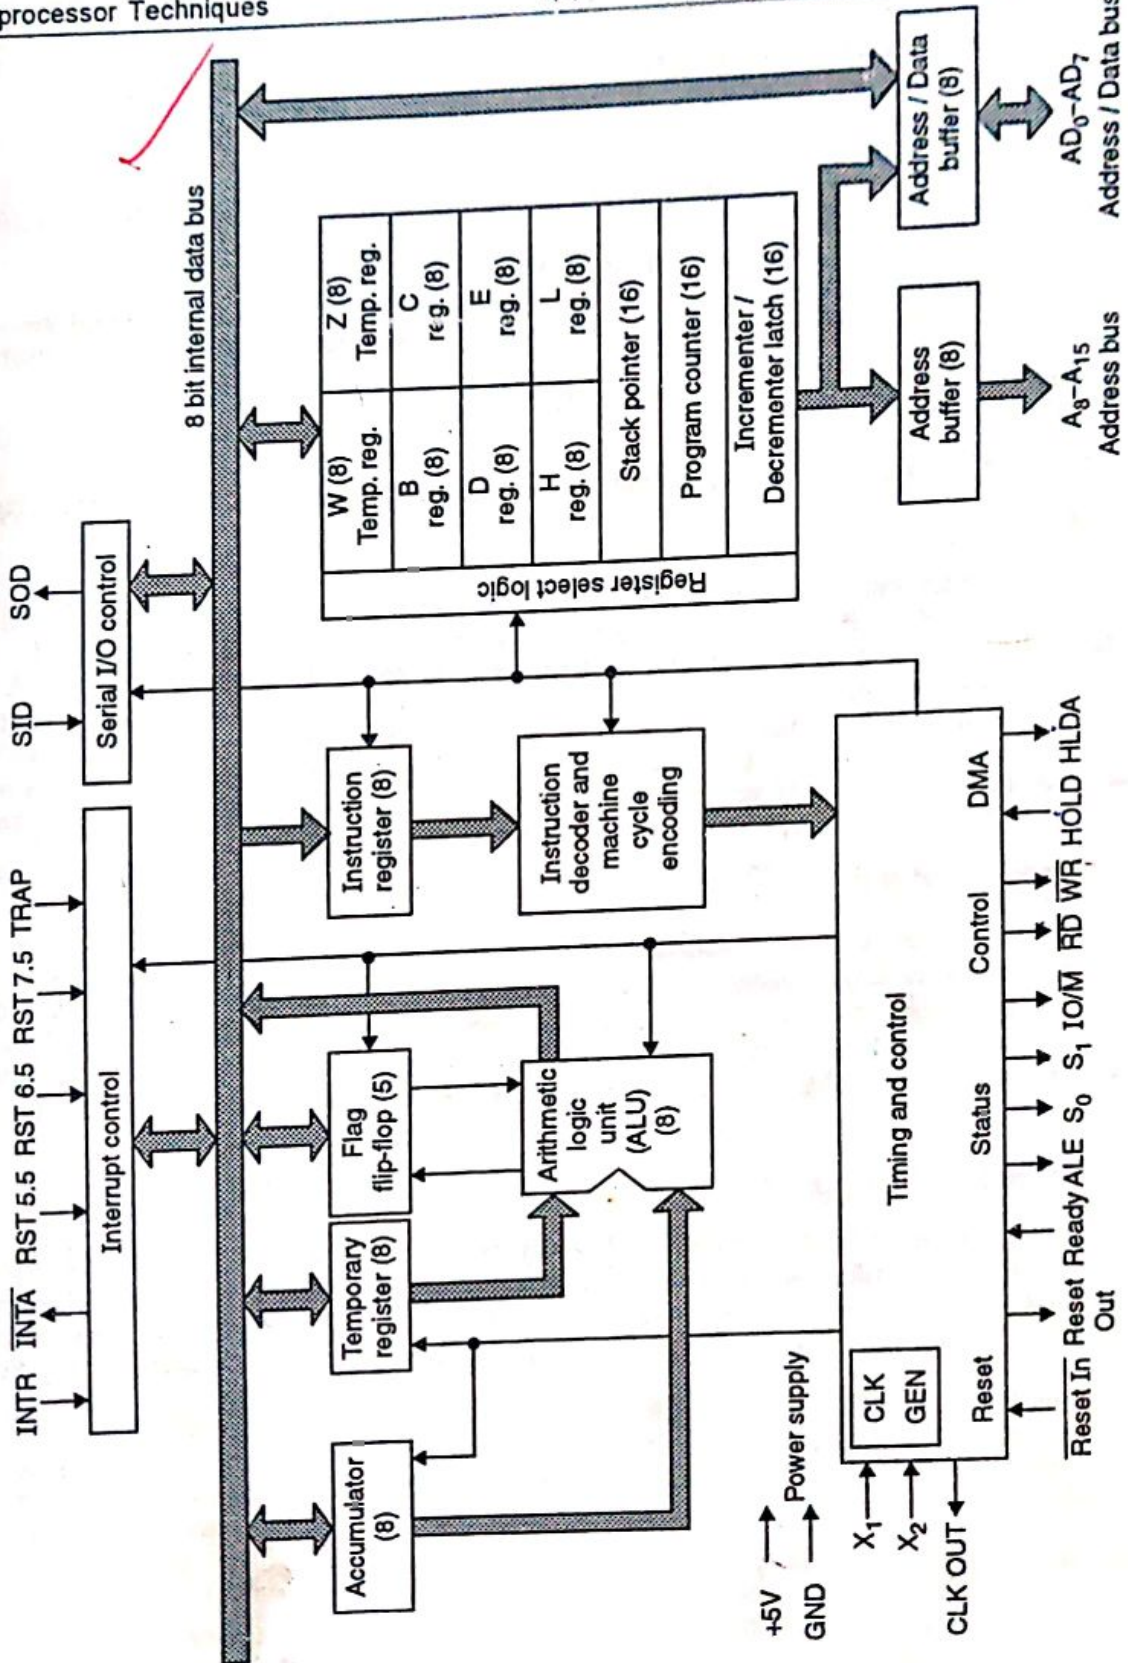 processor Techniques
INTR
INTA
RST 5.5
RST 6.5
RST 7.5
TRAP
SID
SOD
Interrupt control
Serial I/O control
8 bit internal data bus
Accumulator
(8)
Temporary
register (8)
Flag
flip-flop (5)
Instruction
register (8)
Arithmetic
logic
unit
(ALU)
(8)
Instruction
decoder and
machine
cycle
encoding
Register select logic
W (8)
Temp. reg.
Z (8)
Temp. reg.
B
reg. (8)
C
reg. (8)
D
reg. (8)
E
reg. (8)
H
reg. (8)
L
reg. (8)
Stack pointer (16)
Program counter (16)
Incrementer /
Decrementer latch (16)
Address
buffer (8)
Address / Data
buffer (8)
A8–A15
Address bus
AD0–AD7
Address / Data bus
+5V
GND
Power supply
X1
X2
CLK OUT
CLK
GEN
Timing and control
Reset
Status
Control
DMA
Reset In
Reset
Out
Ready
ALE
S0
S1
IO/M
RD
WR
HOLD
HLDA